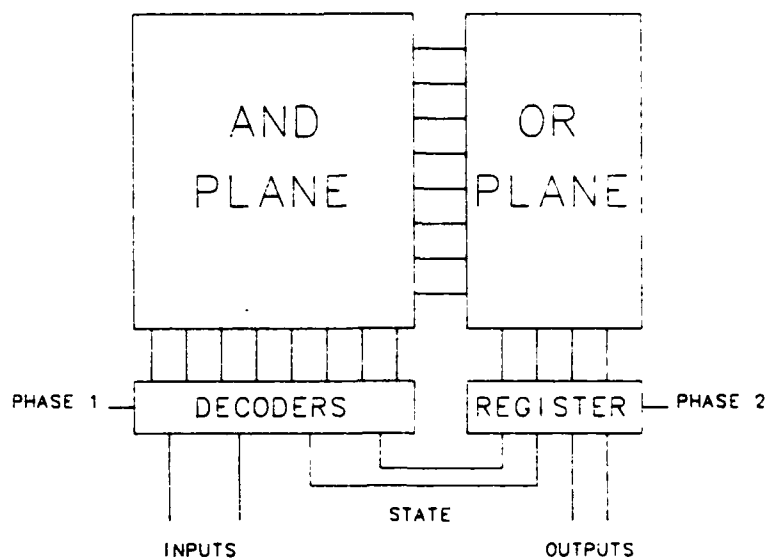 AND
PLANE
OR
PLANE
PHASE 1
DECODERS
REGISTER
PHASE 2
STATE
INPUTS
OUTPUTS